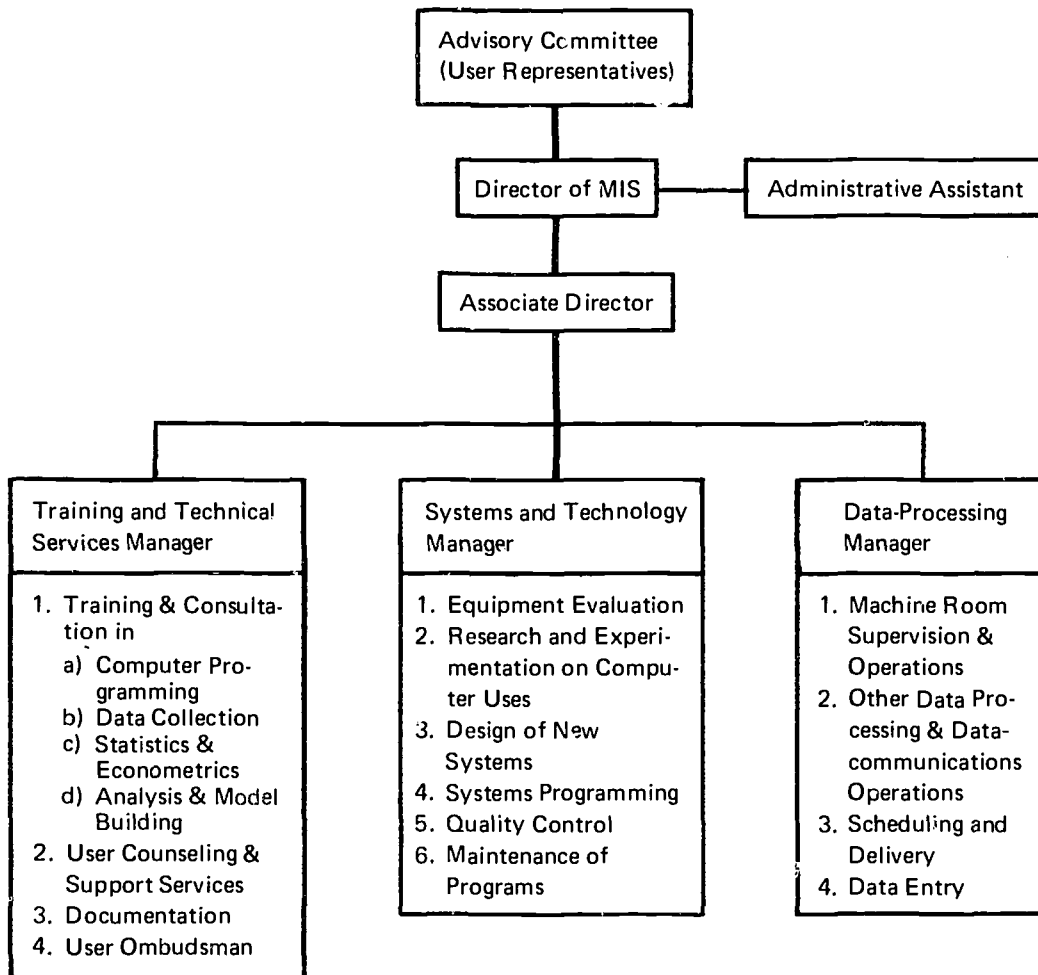 Advisory Committee
(User Representatives)
Director of MIS
Administrative Assistant
Associate Director
Training and Technical
Services Manager
1. Training & Consulta-
tion in
a) Computer Pro-
gramming
b) Data Collection
c) Statistics &
Econometrics
d) Analysis & Model
Building
2. User Counseling &
Support Services
3. Documentation
4. User Ombudsman
Systems and Technology
Manager
1. Equipment Evaluation
2. Research and Experi-
mentation on Compu-
ter Uses
3. Design of New
Systems
4. Systems Programming
5. Quality Control
6. Maintenance of
Programs
Data-Processing
Manager
1. Machine Room
Supervision &
Operations
2. Other Data Pro-
cessing & Data-
communications
Operations
3. Scheduling and
Delivery
4. Data Entry